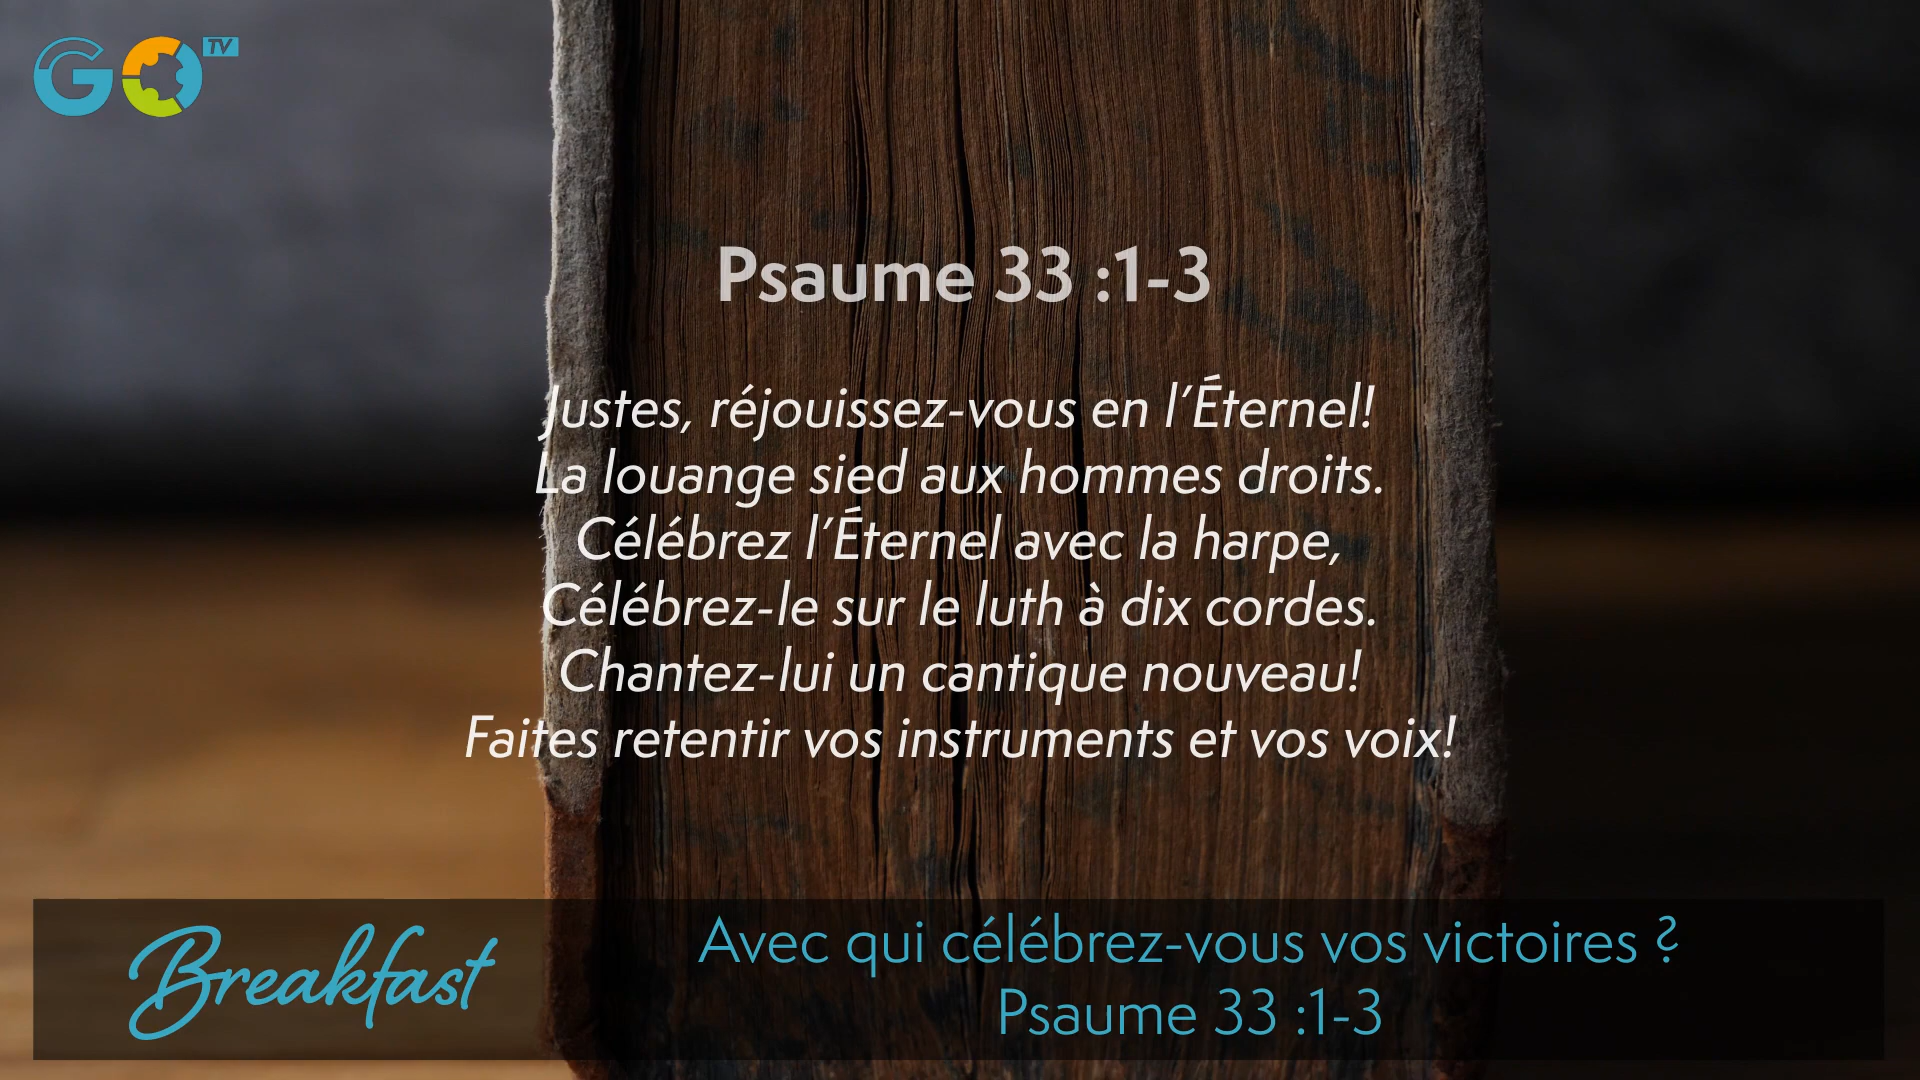 GO TV
Psaume 33 :1-3
Justes, réjouissez-vous en l’Éternel!
La louange sied aux hommes droits.
Célébrez l’Éternel avec la harpe,
Célébrez-le sur le luth à dix cordes.
Chantez-lui un cantique nouveau!
Faites retentir vos instruments et vos voix!
Breakfast
Avec qui célébrez-vous vos victoires ?
Psaume 33 :1-3